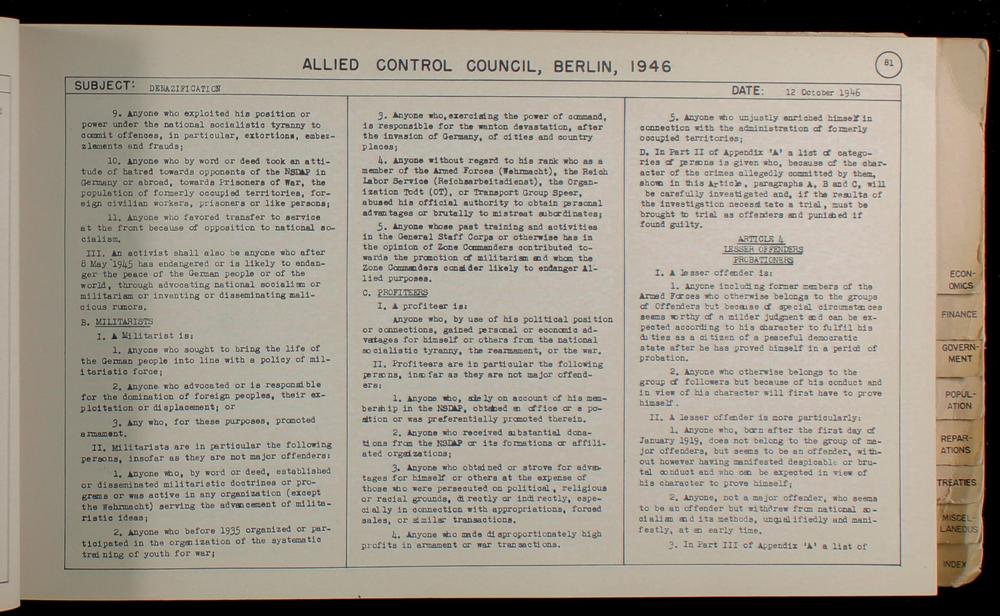 ALLIED CONTROL COUNCIL, BERLIN, 1946
81
SUBJECT: DENAZIFICATION
DATE: 12 October 1946
9. Anyone who exploited his position or
power under the national socialistic tyranny to
commit offences, in particular, extortions, embez-
zlements and frauds;
10. Anyone who by word or deed took an atti-
tude of hatred towards opponents of the NSDAP in
Germany or abroad, towards Prisoners of War, the
population of formerly occupied territories, for-
eign civilian workers, prisoners or like persons;
11. Anyone who favored transfer to service
at the front because of opposition to national so-
cialism.
III. An activist shall also be anyone who after
8 May 1945 has endangered or is likely to endan-
ger the peace of the German people or of the
world, through advocating national socialism or
militarism or inventing or disseminating mali-
cious rumors.
B. MILITARISTS
I. A Militarist is:
1. Anyone who sought to bring the life of
the German people into line with a policy of mil-
itaristic force;
2. Anyone who advocated or is responsible
for the domination of foreign peoples, their ex-
ploitation or displacement; or
3. Any who, for these purposes, promoted
armament.
II. Militarists are in particular the following
persons, insofar as they are not major offenders:
1. Anyone who, by word or deed, established
or disseminated militaristic doctrines or pro-
grams or was active in any organization (except
the Wehrmacht) serving the advancement of milita-
ristic ideas;
2. Anyone who before 1935 organized or par-
ticipated in the organization of the systematic
training of youth for war;
3. Anyone who, exercising the power of command,
is responsible for the wanton devastation, after
the invasion of Germany, of cities and country
places;
4. Anyone without regard to his rank who as a
member of the Armed Forces (Wehrmacht), the Reich
Labor Service (Reichsarbeitsdienst), the Organ-
ization Todt (OT), or Transport Group Speer,
abused his official authority to obtain personal
advantages or brutally to mistreat subordinates;
5. Anyone whose past training and activities
in the General Staff Corps or otherwise has in
the opinion of Zone Commanders contributed to-
wards the promotion of militarism and whom the
Zone Commanders consider likely to endanger Al-
lied purposes.
C. PROFITEERS
I. A profiteer is:
Anyone who, by use of his political position
or connections, gained personal or economic ad-
vatages for himself or others from the national
socialistic tyranny, the rearmament, or the war.
II. Profiteers are in particular the following
persons, insofar as they are not major offend-
ers:
1. Anyone who, solely on account of his mem-
bership in the NSDAP, obtained an office or a po-
sition or was preferentially promoted therein.
2. Anyone who received substantial dona-
tions from the NSDAP or its formations or affili-
ated organizations;
3. Anyone who obtained or strove for advan-
tages for himself or others at the expense of
those who were persecuted on political, religious
or racial grounds, directly or indirectly, espe-
cially in connection with appropriations, forced
sales, or similar transactions.
4. Anyone who made disproportionately high
profits in armament or war transactions.
5. Anyone who unjustly enriched himself in
connection with the administration of formerly
occupied territories;
D. In Part II of Appendix 'A' a list of catego-
ries of persons is given who, because of the char-
acter of the crimes allegedly committed by them,
shown in this Article, paragraphs A, B and C, will
be carefully investigated and, if the results of
the investigation necessitate a trial, must be
brought to trial as offenders and punished if
found guilty.
ARTICLE 4
LESSER OFFENDERS
PROBATIONERS
I. A lesser offender is:
1. Anyone including former members of the
Armed Forces who otherwise belongs to the groups
of Offenders but because of special circumstances
seems worthy of a milder judgment and can be ex-
pected according to his character to fulfil his
duties as a citizen of a peaceful democratic
state after he has proved himself in a period of
probation.
2. Anyone who otherwise belongs to the
group of followers but because of his conduct and
in view of his character will first have to prove
himself.
II. A lesser offender is more particularly:
1. Anyone who, born after the first day of
January 1919, does not belong to the group of ma-
jor offenders, but seems to be an offender, with-
out however having manifested despicable or bru-
tal conduct and who can be expected in view of
his character to prove himself;
2. Anyone, not a major offender, who seems
to be an offender but withdrew from national so-
cialism and its methods, unqualifiedly and mani-
festly, at an early time.
3. In Part III of Appendix 'A' a list of
ECON-
OMICS
FINANCE
GOVERN-
MENT
POPUL-
ATION
REPAR-
ATIONS
TREATIES
MISCEL-
LANEOUS
INDEX